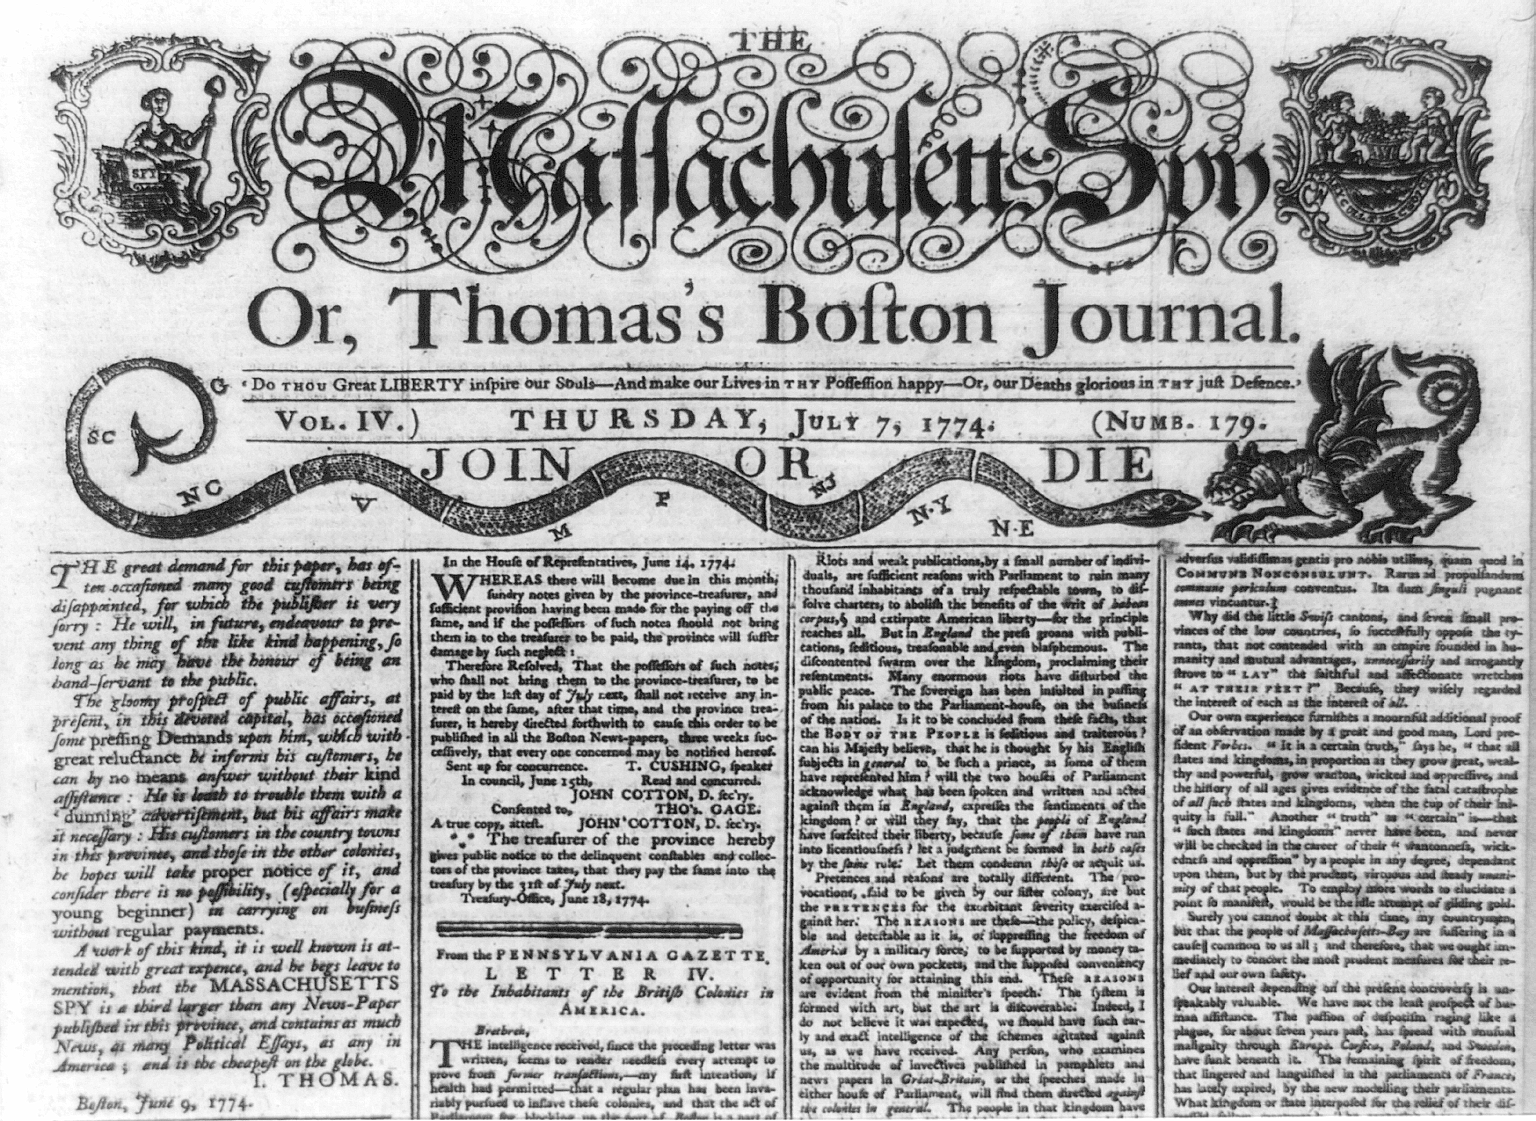 THE
Maſſachuſetts Spy
SPY
Or, Thomas's Boſton Journal.
‘Do THOU Great LIBERTY inſpire our Souls—And make our Lives in THY Poſſeſſion happy—Or, our Deaths glorious in THY juſt Defence.’
VOL. IV.) THURSDAY, JULY 7, 1774. (NUMB. 179.
JOIN OR DIE
G
SC
NC
V
M
P
NJ
N·Y
N·E
THE great demand for this paper, has of-
ten occaſioned many good cuſtomers being
diſappointed, for which the publiſher is very
ſorry: He will, in future, endeavour to pre-
vent any thing of the like kind happening, ſo
long as he may have the honour of being an
hand-ſervant to the public.
The gloomy proſpect of public affairs, at
preſent, in this devoted capital, has occaſioned
ſome preſſing Demands upon him, which with
great reluctance he informs his cuſtomers, he
can by no means anſwer without their kind
aſſiſtance: He is loath to trouble them with a
‘dunning’ advertiſement, but his affairs make
it neceſſary: His cuſtomers in the country towns
in this province, and thoſe in the other colonies,
he hopes will take proper notice of it, and
conſider there is no poſſibility, (eſpecially for a
young beginner) in carrying on buſineſs
without regular payments.
A work of this kind, it is well known is at-
tended with great expence, and he begs leave to
mention, that the MASSACHUSETTS
SPY is a third larger than any News-Paper
publiſhed in this province, and contains as much
News, as many Political Eſſays, as any in
America; and is the cheapeſt on the globe.
I. THOMAS.
Boſton, June 9, 1774.
In the Houſe of Repreſentatives, June 14, 1774.
WHEREAS there will become due in this month,
ſundry notes given by the province-treaſurer, and
ſufficient proviſion having been made for the paying off the
ſame, and if the poſſeſſors of ſuch notes ſhould not bring
them in to the treaſurer to be paid, the province will ſuffer
damage by ſuch neglect:
Therefore Reſolved, That the poſſeſſors of ſuch notes,
who ſhall not bring them to the province-treaſurer, to be
paid by the laſt day of July next, ſhall not receive any in-
tereſt on the ſame, after that time, and the province trea-
ſurer, is hereby directed forthwith to cauſe this order to be
publiſhed in all the Boſton News-papers, three weeks ſuc-
ceſſively, that every one concerned may be notified hereof.
Sent up for concurrence. T. CUSHING, ſpeaker
In council, June 15th, Read and concurred.
JOHN COTTON, D. ſec'ry.
Conſented to, THO's. GAGE.
A true copy, atteſt. JOHN COTTON, D. ſec'ry.
The treaſurer of the province hereby
gives public notice to the delinquent conſtables and collec-
tors of the province taxes, that they pay the ſame into the
treaſury by the 31ſt of July next.
Treaſury-Office, June 18, 1774.
From the PENNSYLVANIA GAZETTE.
LETTER IV.
To the Inhabitants of the Britiſh Colonies in
AMERICA.
Brethren,
THE intelligence received, ſince the preceding letter was
written, ſeems to render needleſs every attempt to
prove from former tranſactions,—my firſt intention, if
health had permitted—that a regular plan has been inva-
riably purſued to inſlave theſe colonies, and that the act of
Parliament for blocking up the port of Boſton is a part of
Riots and weak publications, by a ſmall number of indivi-
duals, are ſufficient reaſons with Parliament to ruin many
thouſand inhabitants of a truly reſpectable town, to diſ-
ſolve charters, to aboliſh the benefits of the writ of habeas
corpus,§ and extirpate American liberty—for the principle
reaches all. But in England the preſs groans with publi-
cations, ſeditious, treaſonable and even blaſphemous. The
diſcontented ſwarm over the kingdom, proclaiming their
reſentments. Many enormous riots have diſturbed the
public peace. The ſovereign has been inſulted in paſſing
from his palace to the Parliament-houſe, on the buſineſs
of the nation. Is it to be concluded from theſe facts, that
the BODY OF THE PEOPLE is ſeditious and traiterous?
can his Majeſty believe, that he is thought by his Engliſh
ſubjects in general to be ſuch a prince, as ſome of them
have repreſented him? will the two houſes of Parliament
acknowledge what has been ſpoken and written and acted
againſt them in England, expreſſes the ſentiments of the
kingdom? or will they ſay, that the people of England
have forfeited their liberty, becauſe ſome of them have run
into licentiouſneſs? let a judgment be formed in both caſes
by the ſame rule. Let them condemn thoſe or acquit us.
Pretences and reaſons are totally different. The pro-
vocations, ſaid to be given by our ſiſter colony, are but
the PRETENCES for the exorbitant ſeverity exerciſed a-
gainſt her. The REASONS are theſe—the policy, deſpica-
ble and deteſtable as it is, of ſuppreſſing the freedom of
America by a military force, to be ſupported by money ta-
ken out of our own pockets, and the ſuppoſed conveniency
of opportunity for attaining this end. Theſe REASONS
are evident from the miniſter's ſpeech. The ſyſtem is
formed with art, but the art is diſcoverable. Indeed, I
do not believe it was expected, we ſhould have ſuch ear-
ly and exact intelligence of the ſchemes agitated againſt
us, as we have received. Any perſon, who examines
the multitude of invectives publiſhed in pamphlets and
news papers in Great-Britain, or the ſpeeches made in
either houſe of Parliament, will find them directed againſt
the colonies in general. The people in that kingdom have
adverſus validiſſimas gentis pro nobis utilius, quam quod in
COMMUNE NONCONSULUNT. Rarus ad propulſandum
commune periculum conventus. Ita dum ſinguli pugnant
omnes vincuntur.‡
Why did the little Swiſs cantons, and ſeven ſmall pro-
vinces of the low countries, ſo ſucceſsfully oppoſe the ty-
rants, that not contended with an empire founded in hu-
manity and mutual advantages, unneceſſarily and arrogantly
ſtrove to “LAY” the faithful and affectionate wretches
“AT THEIR FEET?” Becauſe, they wiſely regarded
the intereſt of each as the intereſt of all.
Our own experience furniſhes a mournful additional proof
of an obſervation made by a great and good man, Lord pre-
ſident Forbes. “It is a certain truth,” ſays he, “that all
ſtates and kingdoms, in proportion as they grow great, weal-
thy and powerful, grow wanton, wicked and oppreſſive, and
the hiſtory of all ages gives evidence of the fatal cataſtrophe
of all ſuch ſtates and kingdoms, when the cup of their ini-
quity is full.” Another “truth” as “certain” is—that
“ſuch ſtates and kingdoms” never have been, and never
will be checked in the career of their “wantonneſs, wick-
edneſs and oppreſſion” by a people in any degree, dependant
upon them, but by the prudent, virtuous and ſteady unani-
mity of that people. To employ more words to elucidate a
point ſo manifeſt, would be the idle attempt of gilding gold.
Surely you cannot doubt at this time, my countrymen,
but that the people of Maſſachuſetts-Bay are ſuffering in a
cauſe|| common to us all; and therefore, that we ought im-
mediately to concert the moſt prudent meaſures for their re-
lief and our own ſafety.
Our intereſt depending on the preſent controverſy is un-
ſpeakably valuable. We have not the leaſt proſpect of hu-
man aſſiſtance. The paſſion of deſpotiſm raging like a
plague, for about ſeven years paſt, has ſpread with unuſual
malignity through Europe. Corſica, Poland, and Sweden,
have ſunk beneath it. The remaining ſpirit of freedom,
that lingered and languiſhed in the parliaments of France,
has lately expired, by the new modelling their parliaments.
What kingdom or ſtate interpoſed for the relief of their diſ-